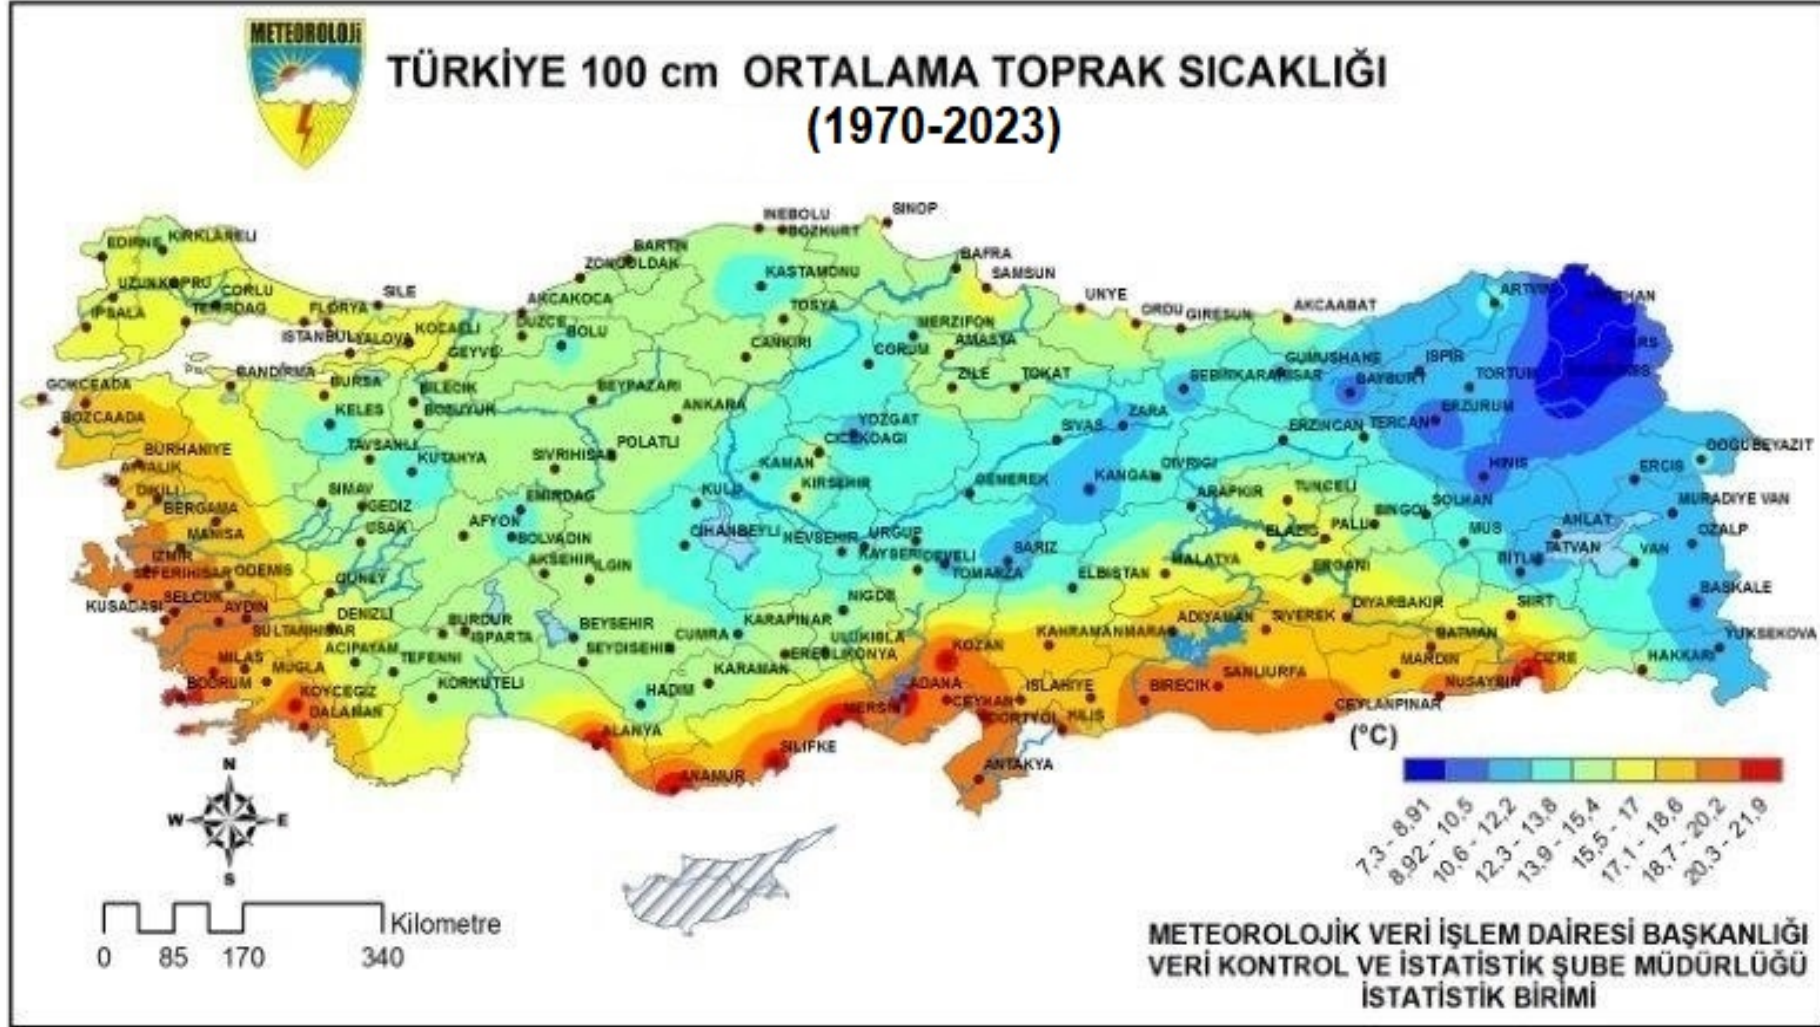 METEOROLOJİ
TÜRKİYE 100 cm ORTALAMA TOPRAK SICAKLIĞI
(1970-2023)
SINOP
INEBOLU
BOZKURT
EDIRNE
KIRKLARELI
BARTIN
ZONGULDAK
BAFRA
KASTAMONU
SAMSUN
UZUNKOPRU
CORLU
SILE
AKCAKOCA
TOSYA
UNYE
ORDU
GIRESUN
AKCAABAT
ARTVIN
IPSALA
TEKIRDAG
FLORYA
ISTANBUL
YALOVA
KOCAELI
DUZCE
BOLU
MERZIFON
AMASYA
CANKIRI
CORUM
GEYVE
GUMUSHANE
ISPIR
KARS
BANDIRMA
BURSA
BILECIK
BEYPAZARI
ZILE
TOKAT
SEBINKARAHISAR
BAYBURT
TORTUM
GOKCEADA
BOZCAADA
KELES
BOZUYUK
ANKARA
YOZGAT
ZARA
SIVAS
ERZINCAN
TERCAN
ERZURUM
BURHANIYE
TAVSANLI
POLATLI
CICEKDAGI
DOGUBEYAZIT
AYVALIK
KUTAHYA
SIVRIHISAR
KAMAN
KIRSEHIR
GEMEREK
KANGAL
DIVRIGI
HINIS
ERCIS
DIKILI
BERGAMA
SIMAV
GEDIZ
EMIRDAG
KULU
ARAPKIR
TUNCELI
BINGOL
SOLHAN
MURADIYE VAN
MANISA
USAK
AFYON
BOLVADIN
CIHANBEYLI
NEVSEHIR
URGUP
KAYSERI
DEVELI
SARIZ
ELAZIG
PALU
MUS
AHLAT
OZALP
IZMIR
SEFERIHISAR
ODEMIS
GUNEY
AKSEHIR
ILGIN
TOMARZA
ELBISTAN
MALATYA
ERGANI
BITLIS
TATVAN
VAN
BASKALE
KUSADASI
SELCUK
AYDIN
SULTANHISAR
DENIZLI
BURDUR
ISPARTA
BEYSEHIR
CUMRA
KARAPINAR
NIGDE
ULUKISLA
KAHRAMANMARA
ADIYAMAN
SIVEREK
DIYARBAKIR
BATMAN
SIIRT
YUKSEKOVA
MILAS
MUGLA
ACIPAYAM
TEFENNI
SEYDISEHIR
KARAMAN
EREGLIKONYA
KOZAN
SANLIURFA
MARDIN
CIZRE
HAKKARI
BODRUM
KOYCEGIZ
DALAMAN
KORKUTELI
HADIM
ADANA
CEYHAN
ISLAHIYE
BIRECIK
NUSAYBIN
ALANYA
MERSIN
DORTYOL
KILIS
CEYLANPINAR
SILIFKE
ANAMUR
ANTAKYA
(°C)
7,3 - 8,91
8,92 - 10,5
10,6 - 12,2
12,3 - 13,8
13,9 - 15,4
15,5 - 17
17,1 - 18,6
18,7 - 20,2
20,3 - 21,9
N
W E
S
Kilometre
0 85 170 340
METEOROLOJİK VERİ İŞLEM DAİRESİ BAŞKANLIĞI
VERİ KONTROL VE İSTATİSTİK ŞUBE MÜDÜRLÜĞÜ
İSTATİSTİK BİRİMİ